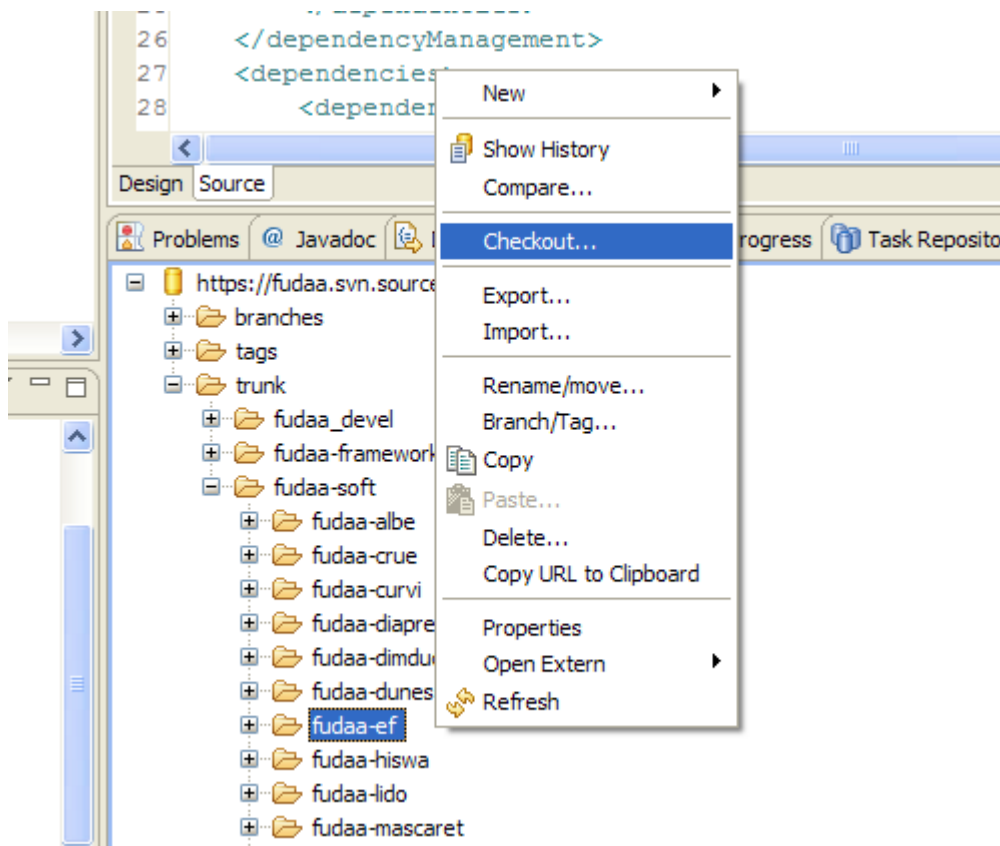 26 </dependencyManagement>
27 <dependencies
28 <depender
Design Source
Problems @ Javadoc rogress Task Reposito
https://fudaa.svn.source
branches
tags
trunk
fudaa_devel
fudaa-framework
fudaa-soft
fudaa-albe
fudaa-crue
fudaa-curvi
fudaa-diapre
fudaa-dimdu
fudaa-dunes
fudaa-ef
fudaa-hiswa
fudaa-lido
fudaa-mascaret
New
Show History
Compare...
Checkout...
Export...
Import...
Rename/move...
Branch/Tag...
Copy
Paste...
Delete...
Copy URL to Clipboard
Properties
Open Extern
Refresh